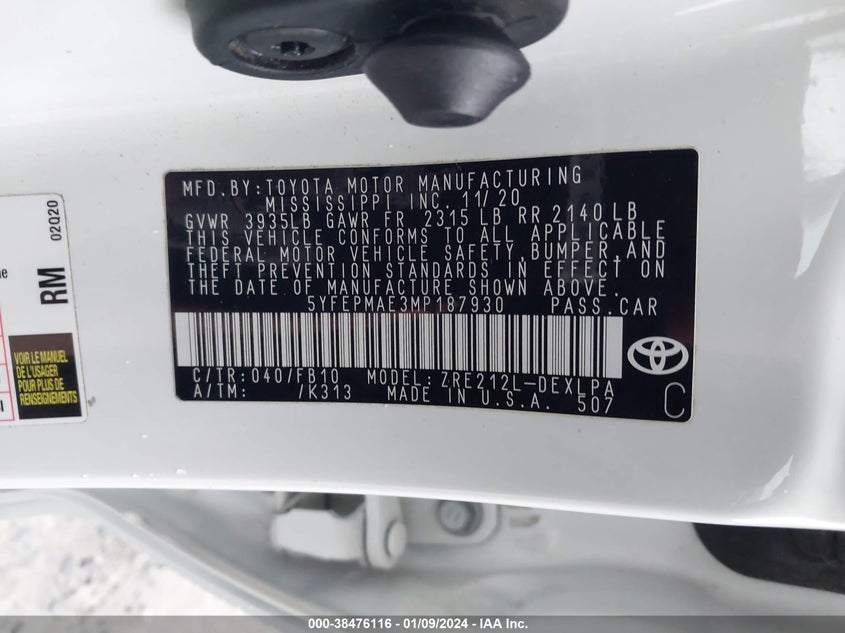 MFD. BY: TOYOTA MOTOR MANUFACTURING
MISSISSIPPI INC. 11/20
GVWR 3935LB GAWR FR 2315 LB RR 2140 LB
THIS VEHICLE CONFORMS TO ALL APPLICABLE
FEDERAL MOTOR VEHICLE SAFETY, BUMPER, AND
THEFT PREVENTION STANDARDS IN EFFECT ON
THE DATE OF MANUFACTURE SHOWN ABOVE.
5YFEPMAE3MP187930 PASS. CAR
C/TR: 040/FB10 MODEL: ZRE212L-DEXLPA
A/TM: /K313 MADE IN U.S.A. 507
C
RM
02Q20
VOIR LE MANUEL
DE L'USAGER
POUR PLUS DE
RENSEIGNEMENTS
000-38476116 - 01/09/2024 - IAA Inc.